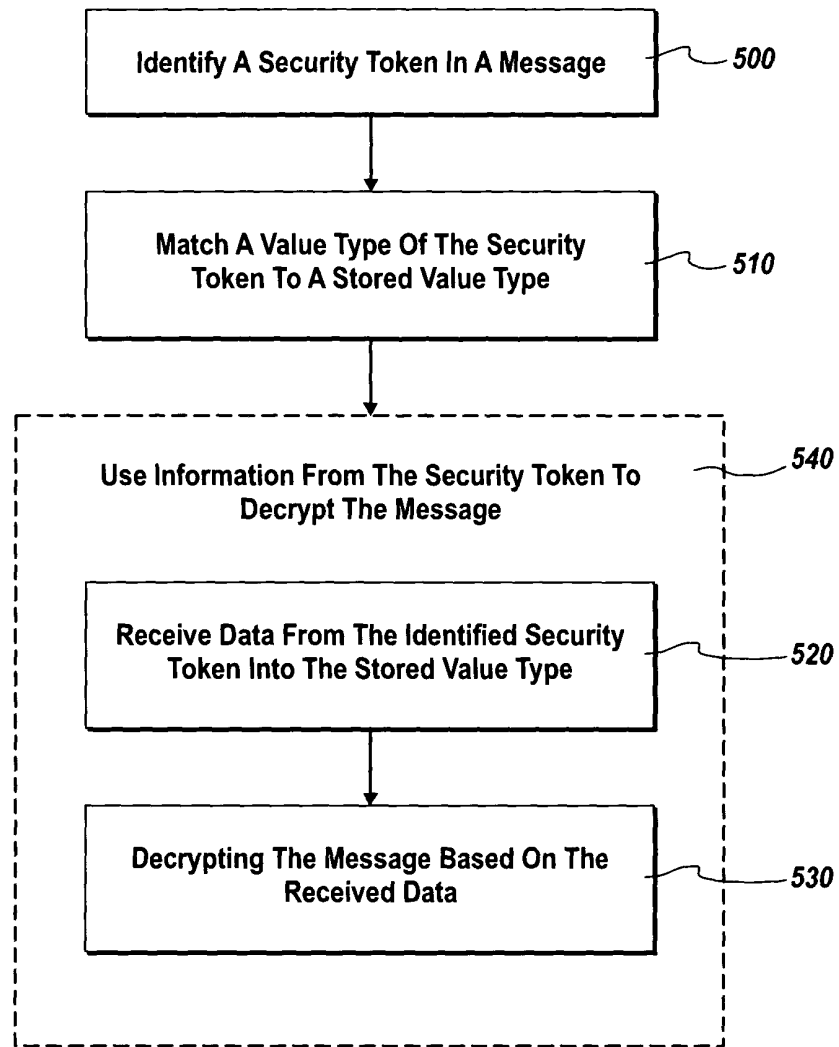 Identify A Security Token In A Message
500
Match A Value Type Of The Security
Token To A Stored Value Type
510
Use Information From The Security Token To
Decrypt The Message
540
Receive Data From The Identified Security
Token Into The Stored Value Type
520
Decrypting The Message Based On The
Received Data
530